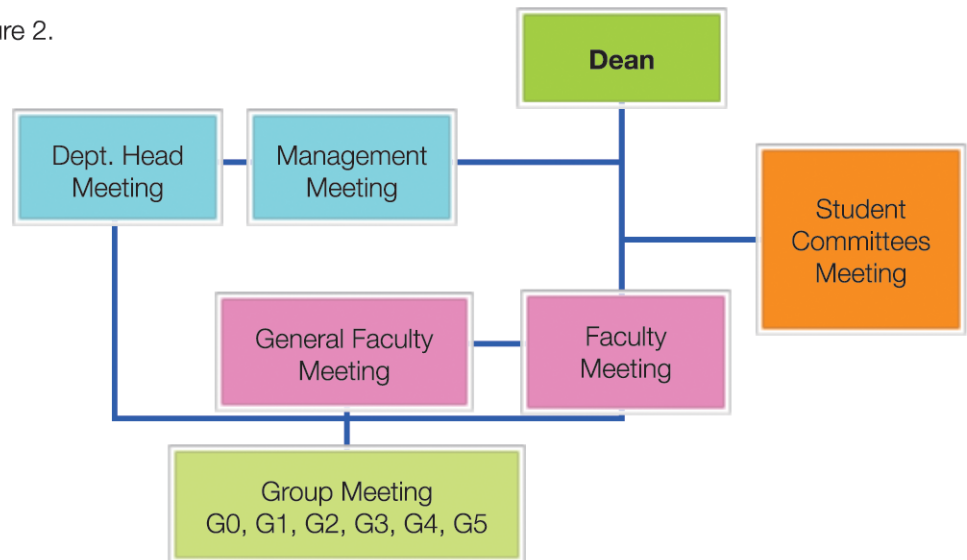 ure 2.
Dean
Dept. Head
Meeting
Management
Meeting
Student
Committees
Meeting
General Faculty
Meeting
Faculty
Meeting
Group Meeting
G0, G1, G2, G3, G4, G5